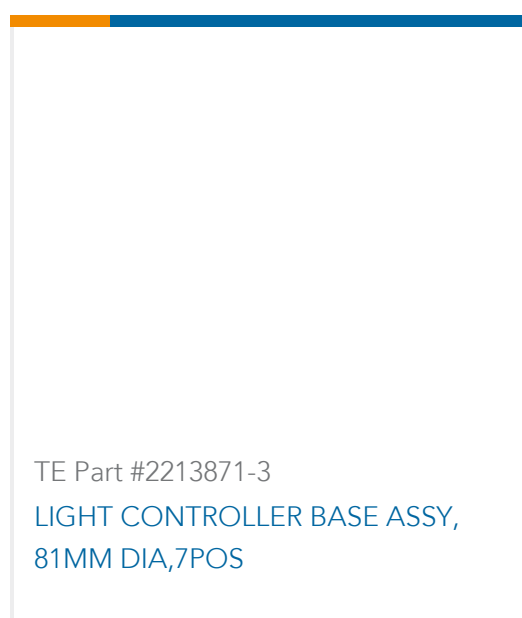 TE Part #2213871-3
LIGHT CONTROLLER BASE ASSY,
81MM DIA,7POS